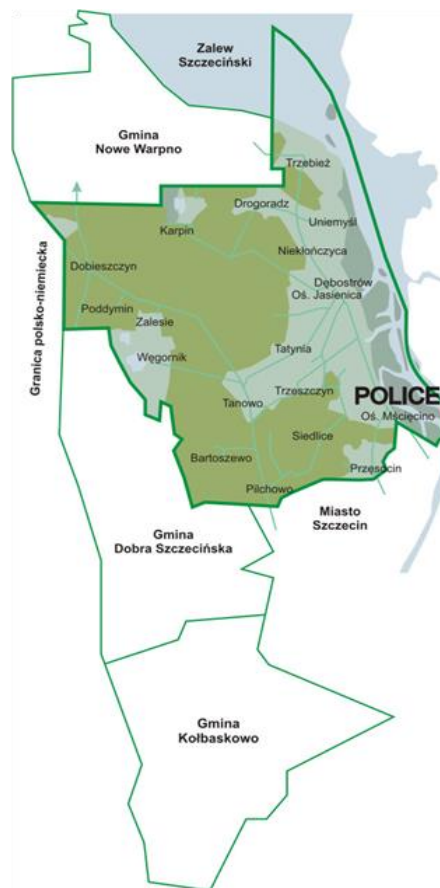 Zalew
Szczeciński
Gmina
Nowe Warpno
Trzebież
Drogoradz
Uniemyśl
Karpin
Niekłończyca
Dobieszczyn
Dębostrów
Oś. Jasienica
Poddymin
Zalesie
Granica polsko-niemiecka
Węgornik
Tatynia
Trzeszczyn
POLICE
Tanowo
Oś. Mścięcino
Siedlice
Bartoszewo
Przęsocin
Pilchowo
Miasto
Szczecin
Gmina
Dobra Szczecińska
Gmina
Kołbaskowo